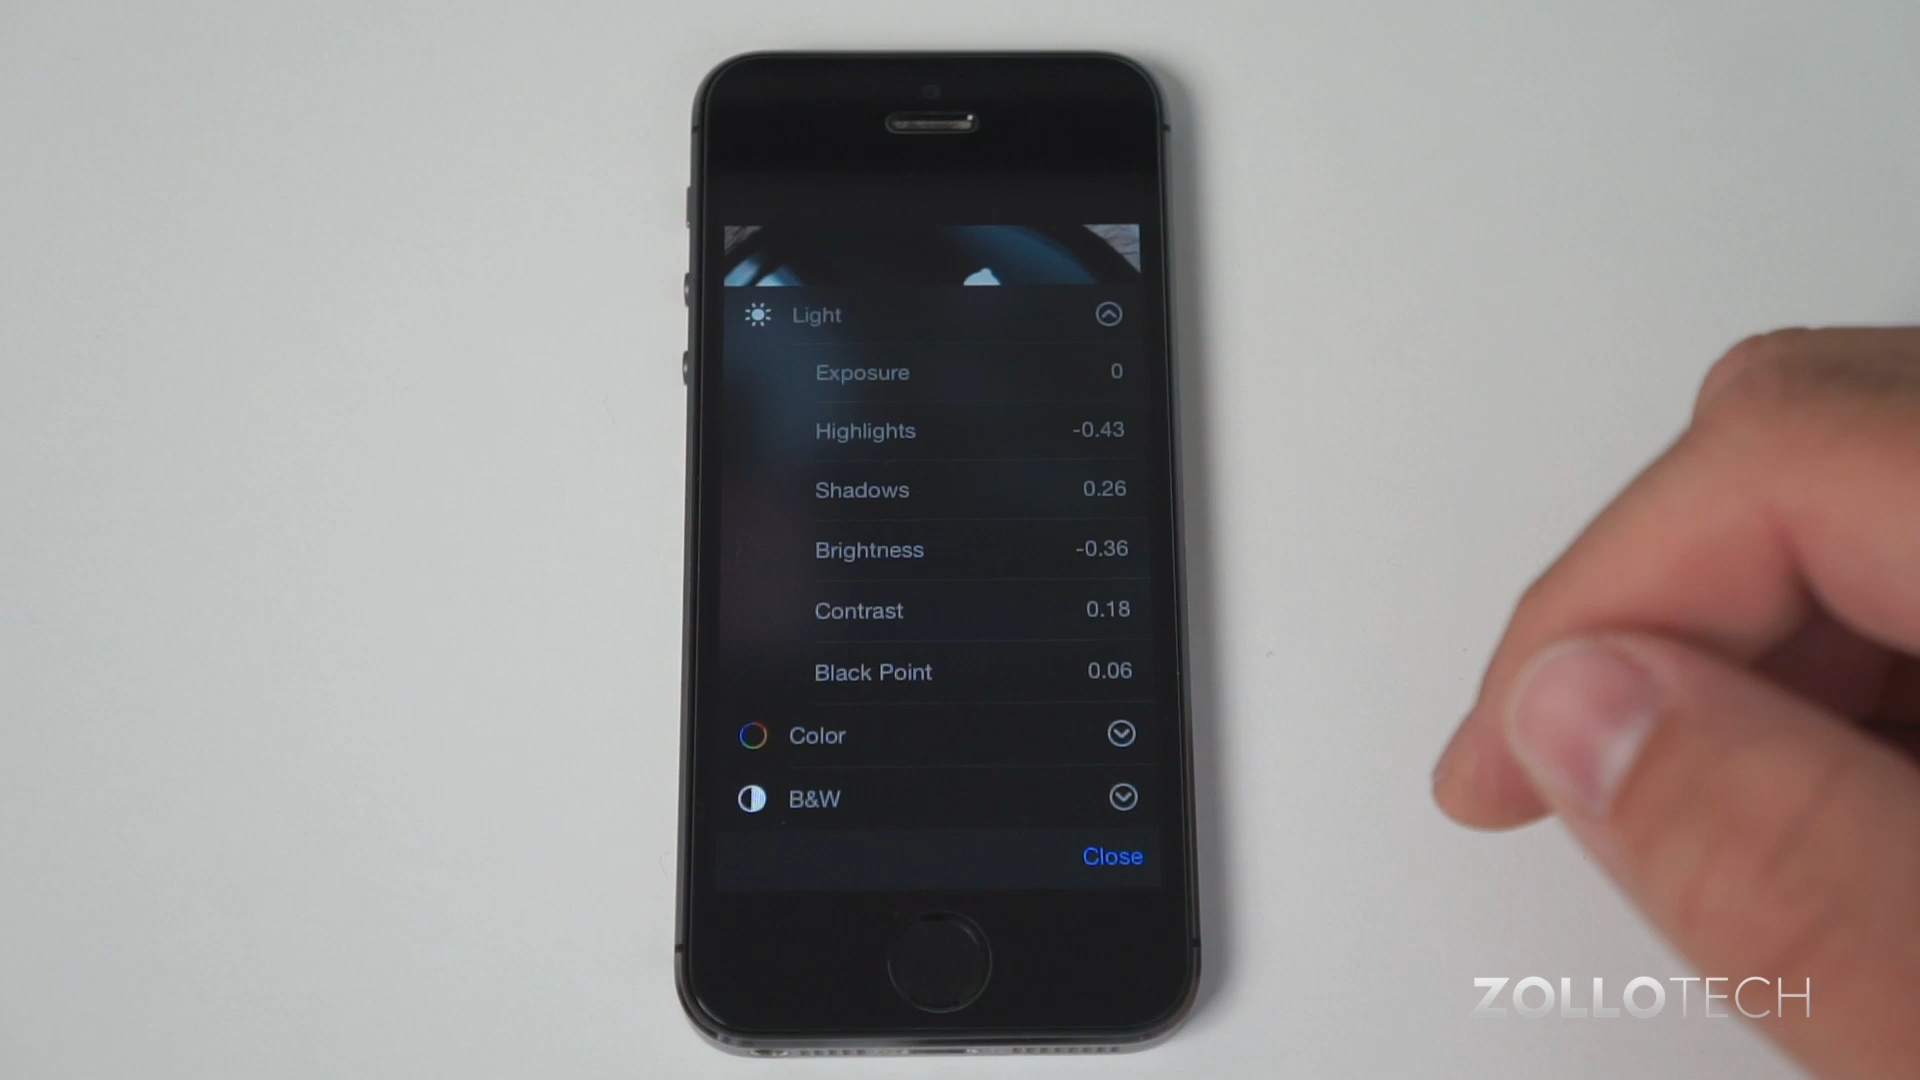 Light
Exposure 0
Highlights -0.43
Shadows 0.26
Brightness -0.36
Contrast 0.18
Black Point 0.06
Color
B&W
Close
ZOLLOTECH